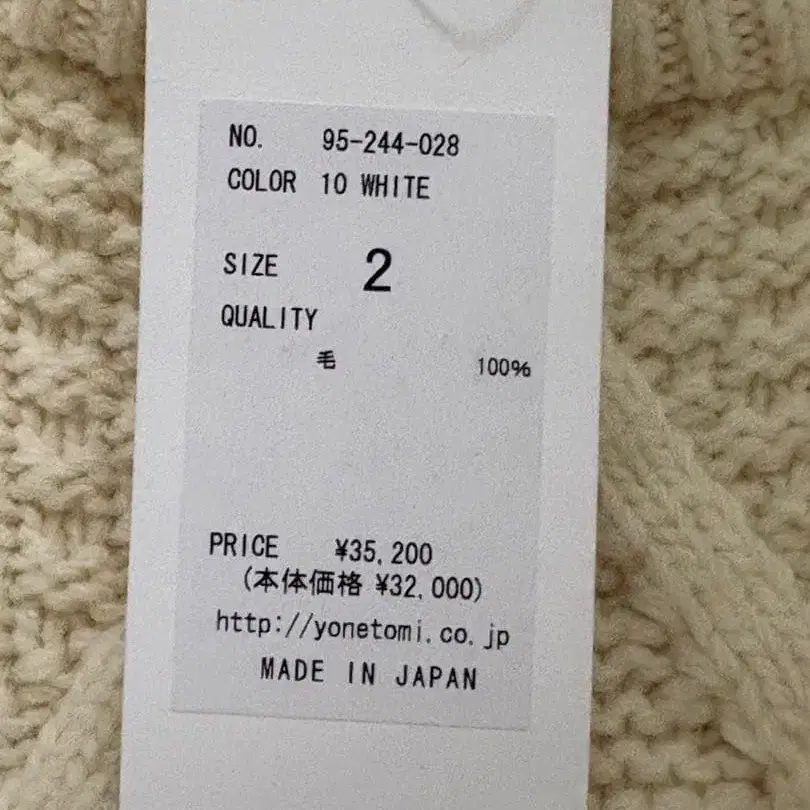 NO. 95-244-028
COLOR 10 WHITE
SIZE 2
QUALITY
毛 100%
PRICE ¥35,200
(本体価格 ¥32,000)
http://yonetomi.co.jp
MADE IN JAPAN